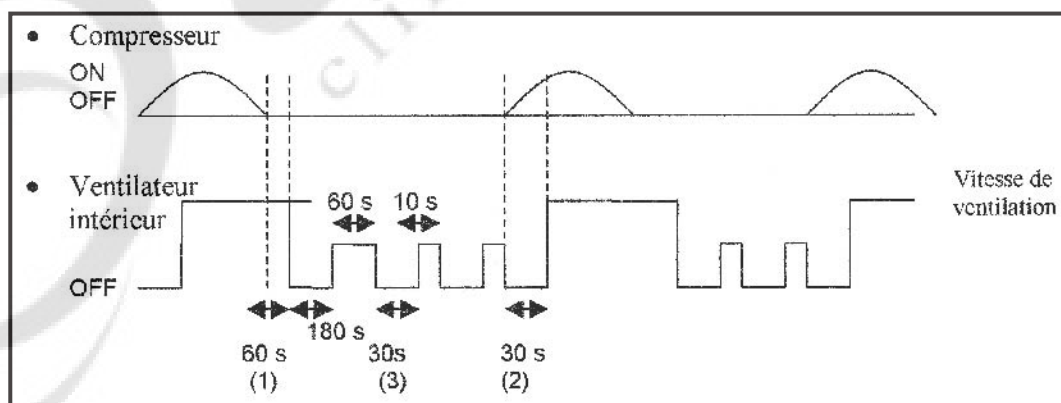 • Compresseur
ON
OFF
• Ventilateur
intérieur
Vitesse de
ventilation
60 s
10 s
OFF
180 s
60 s
30s
30 s
(1)
(3)
(2)